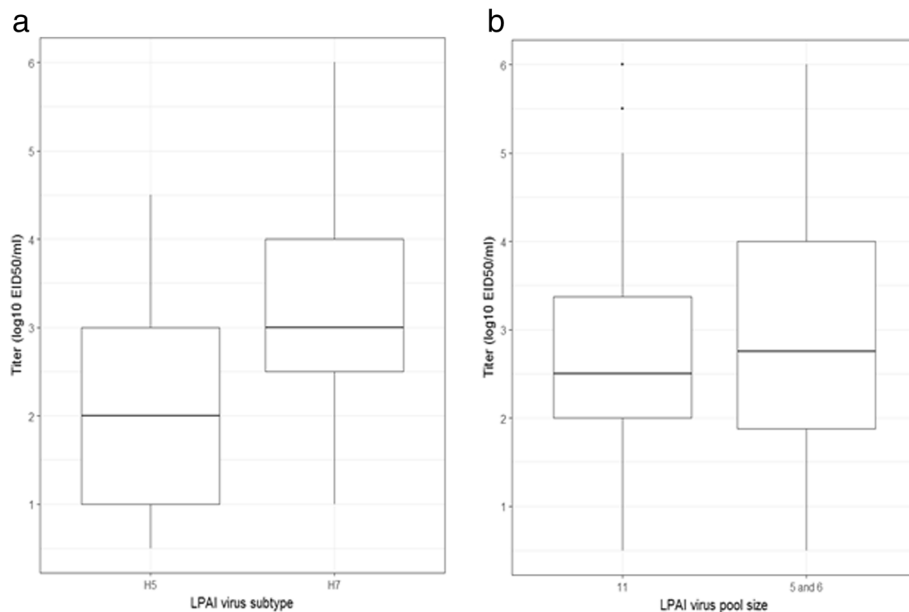 a
b
Titer (log10 EID50/ml)
6
5
4
3
2
1
H5
H7
LPAI virus subtype
Titer (log10 EID50/ml)
6
5
4
3
2
1
11
5 and 6
LPAI virus pool size